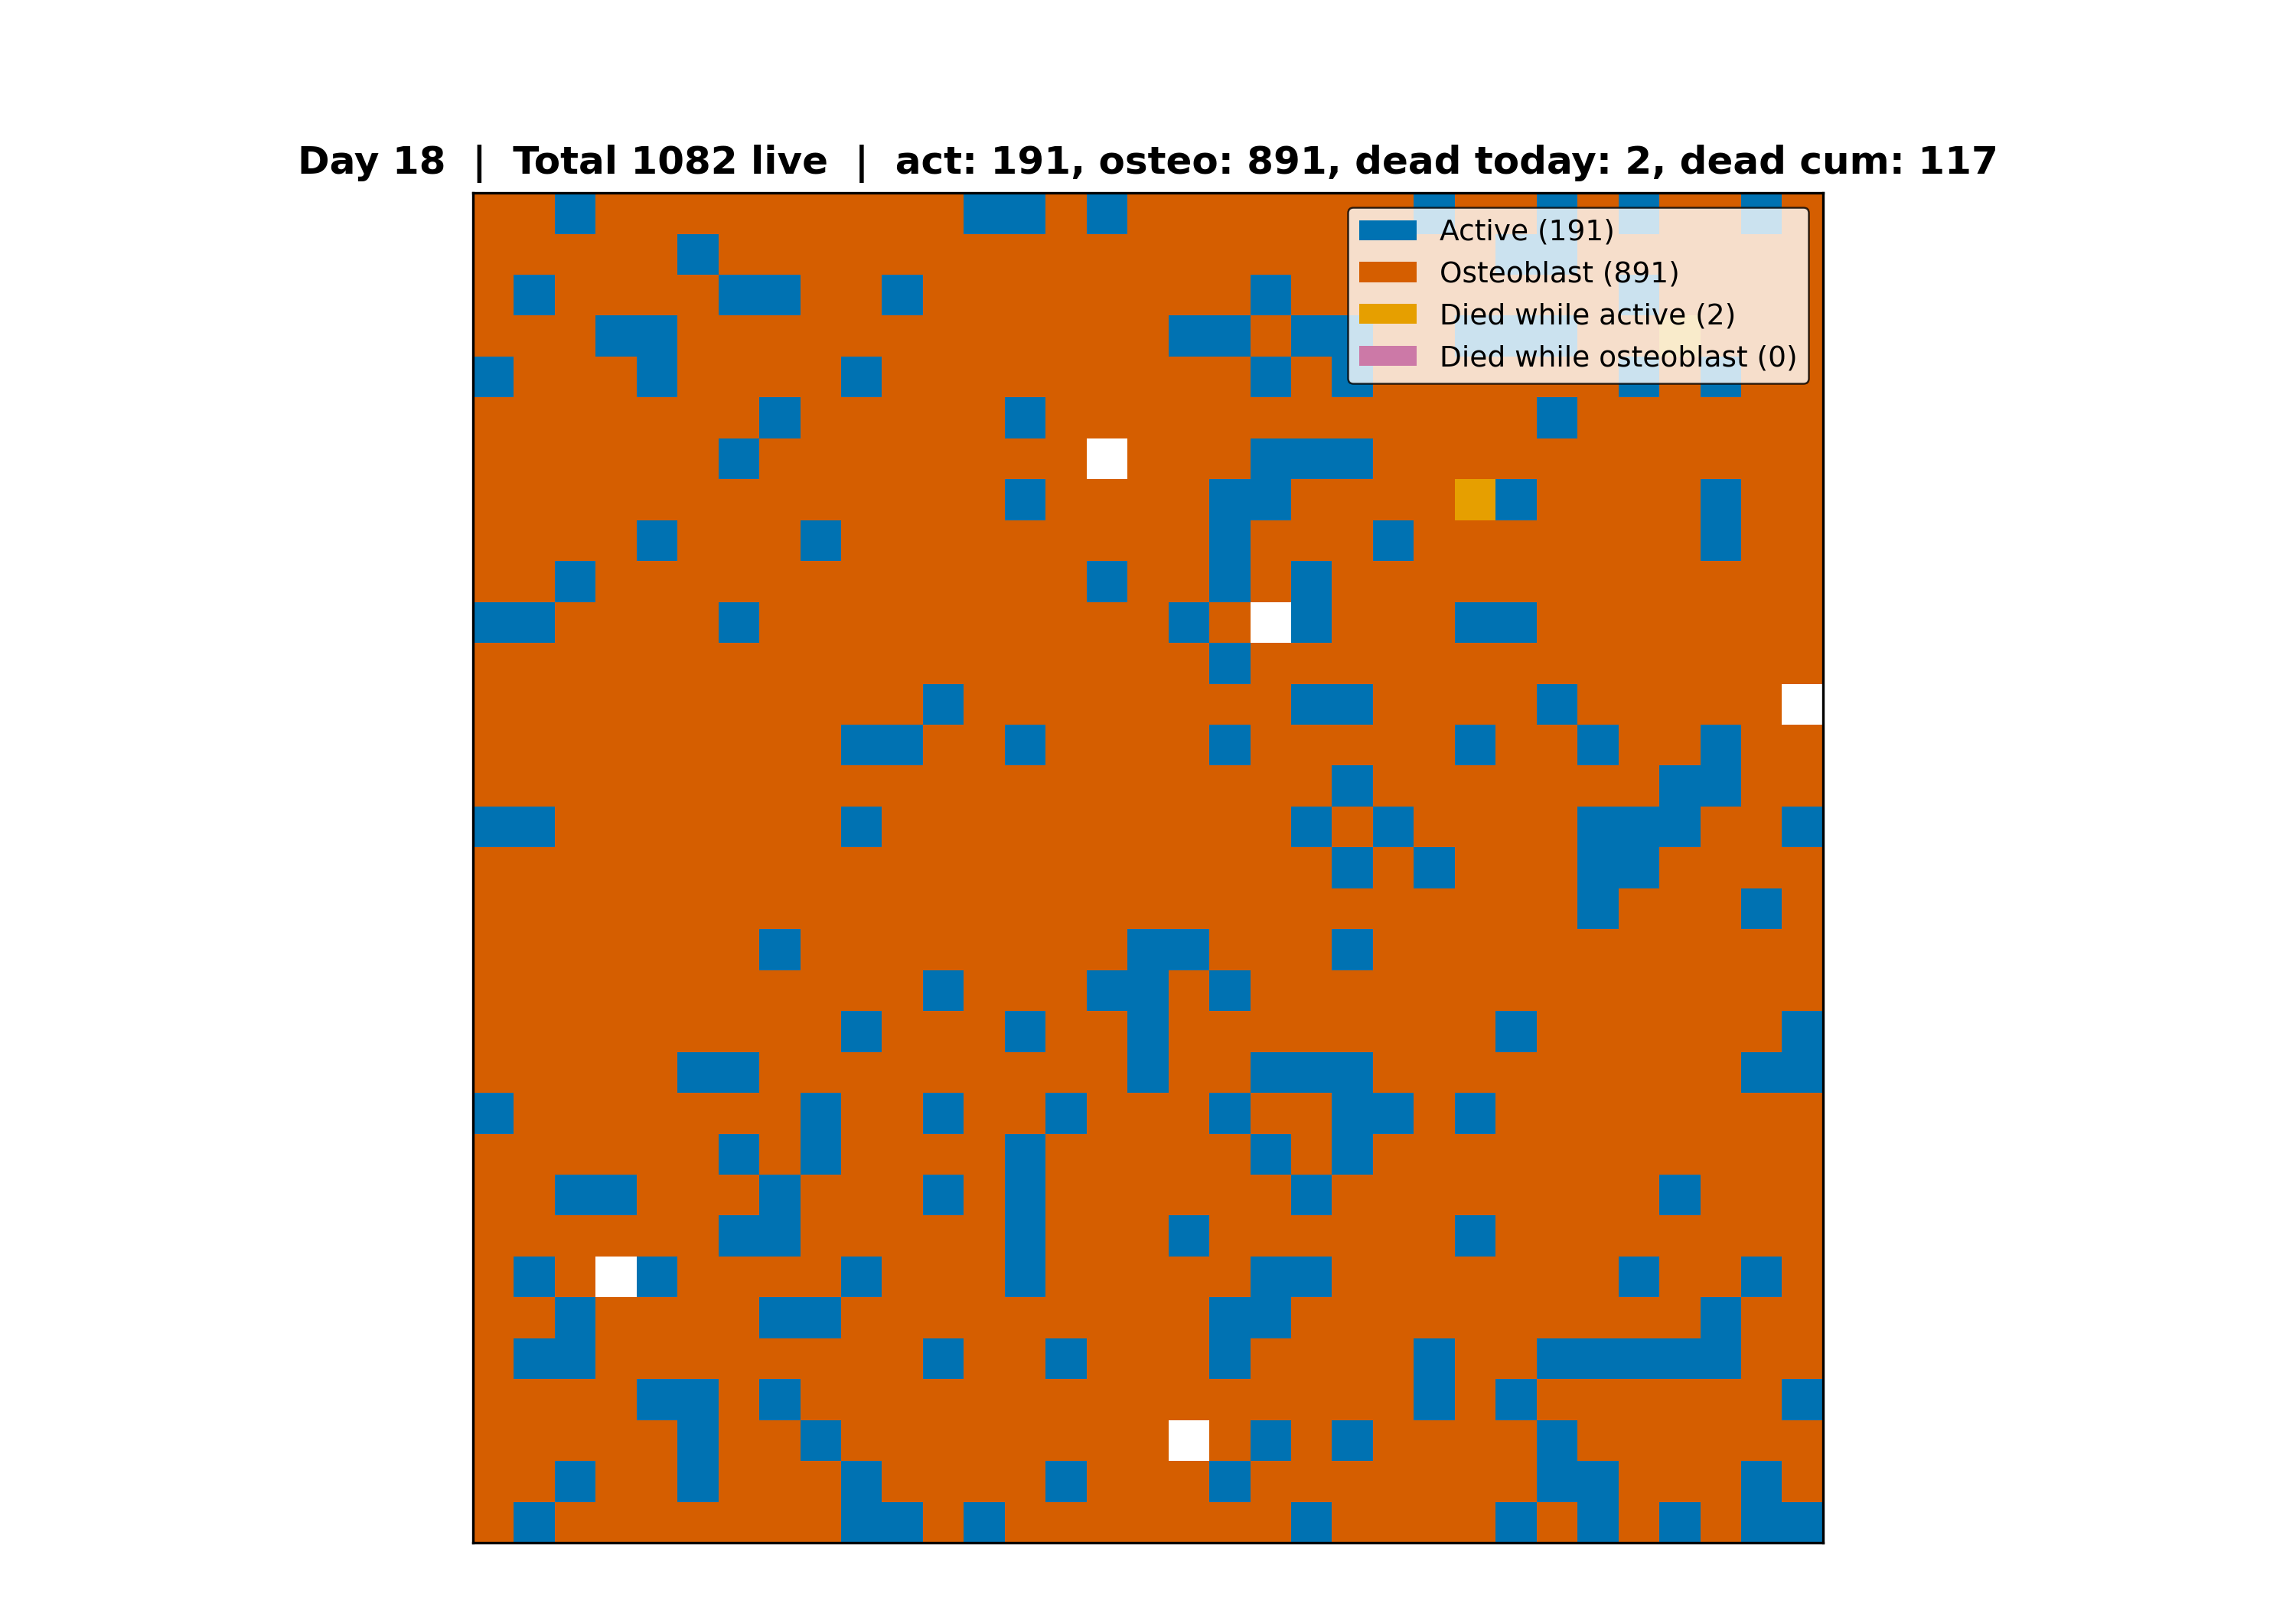 Day 18 | Total 1082 live | act: 191, osteo: 891, dead today: 2, dead cum: 117
Active (191)
Osteoblast (891)
Died while active (2)
Died while osteoblast (0)